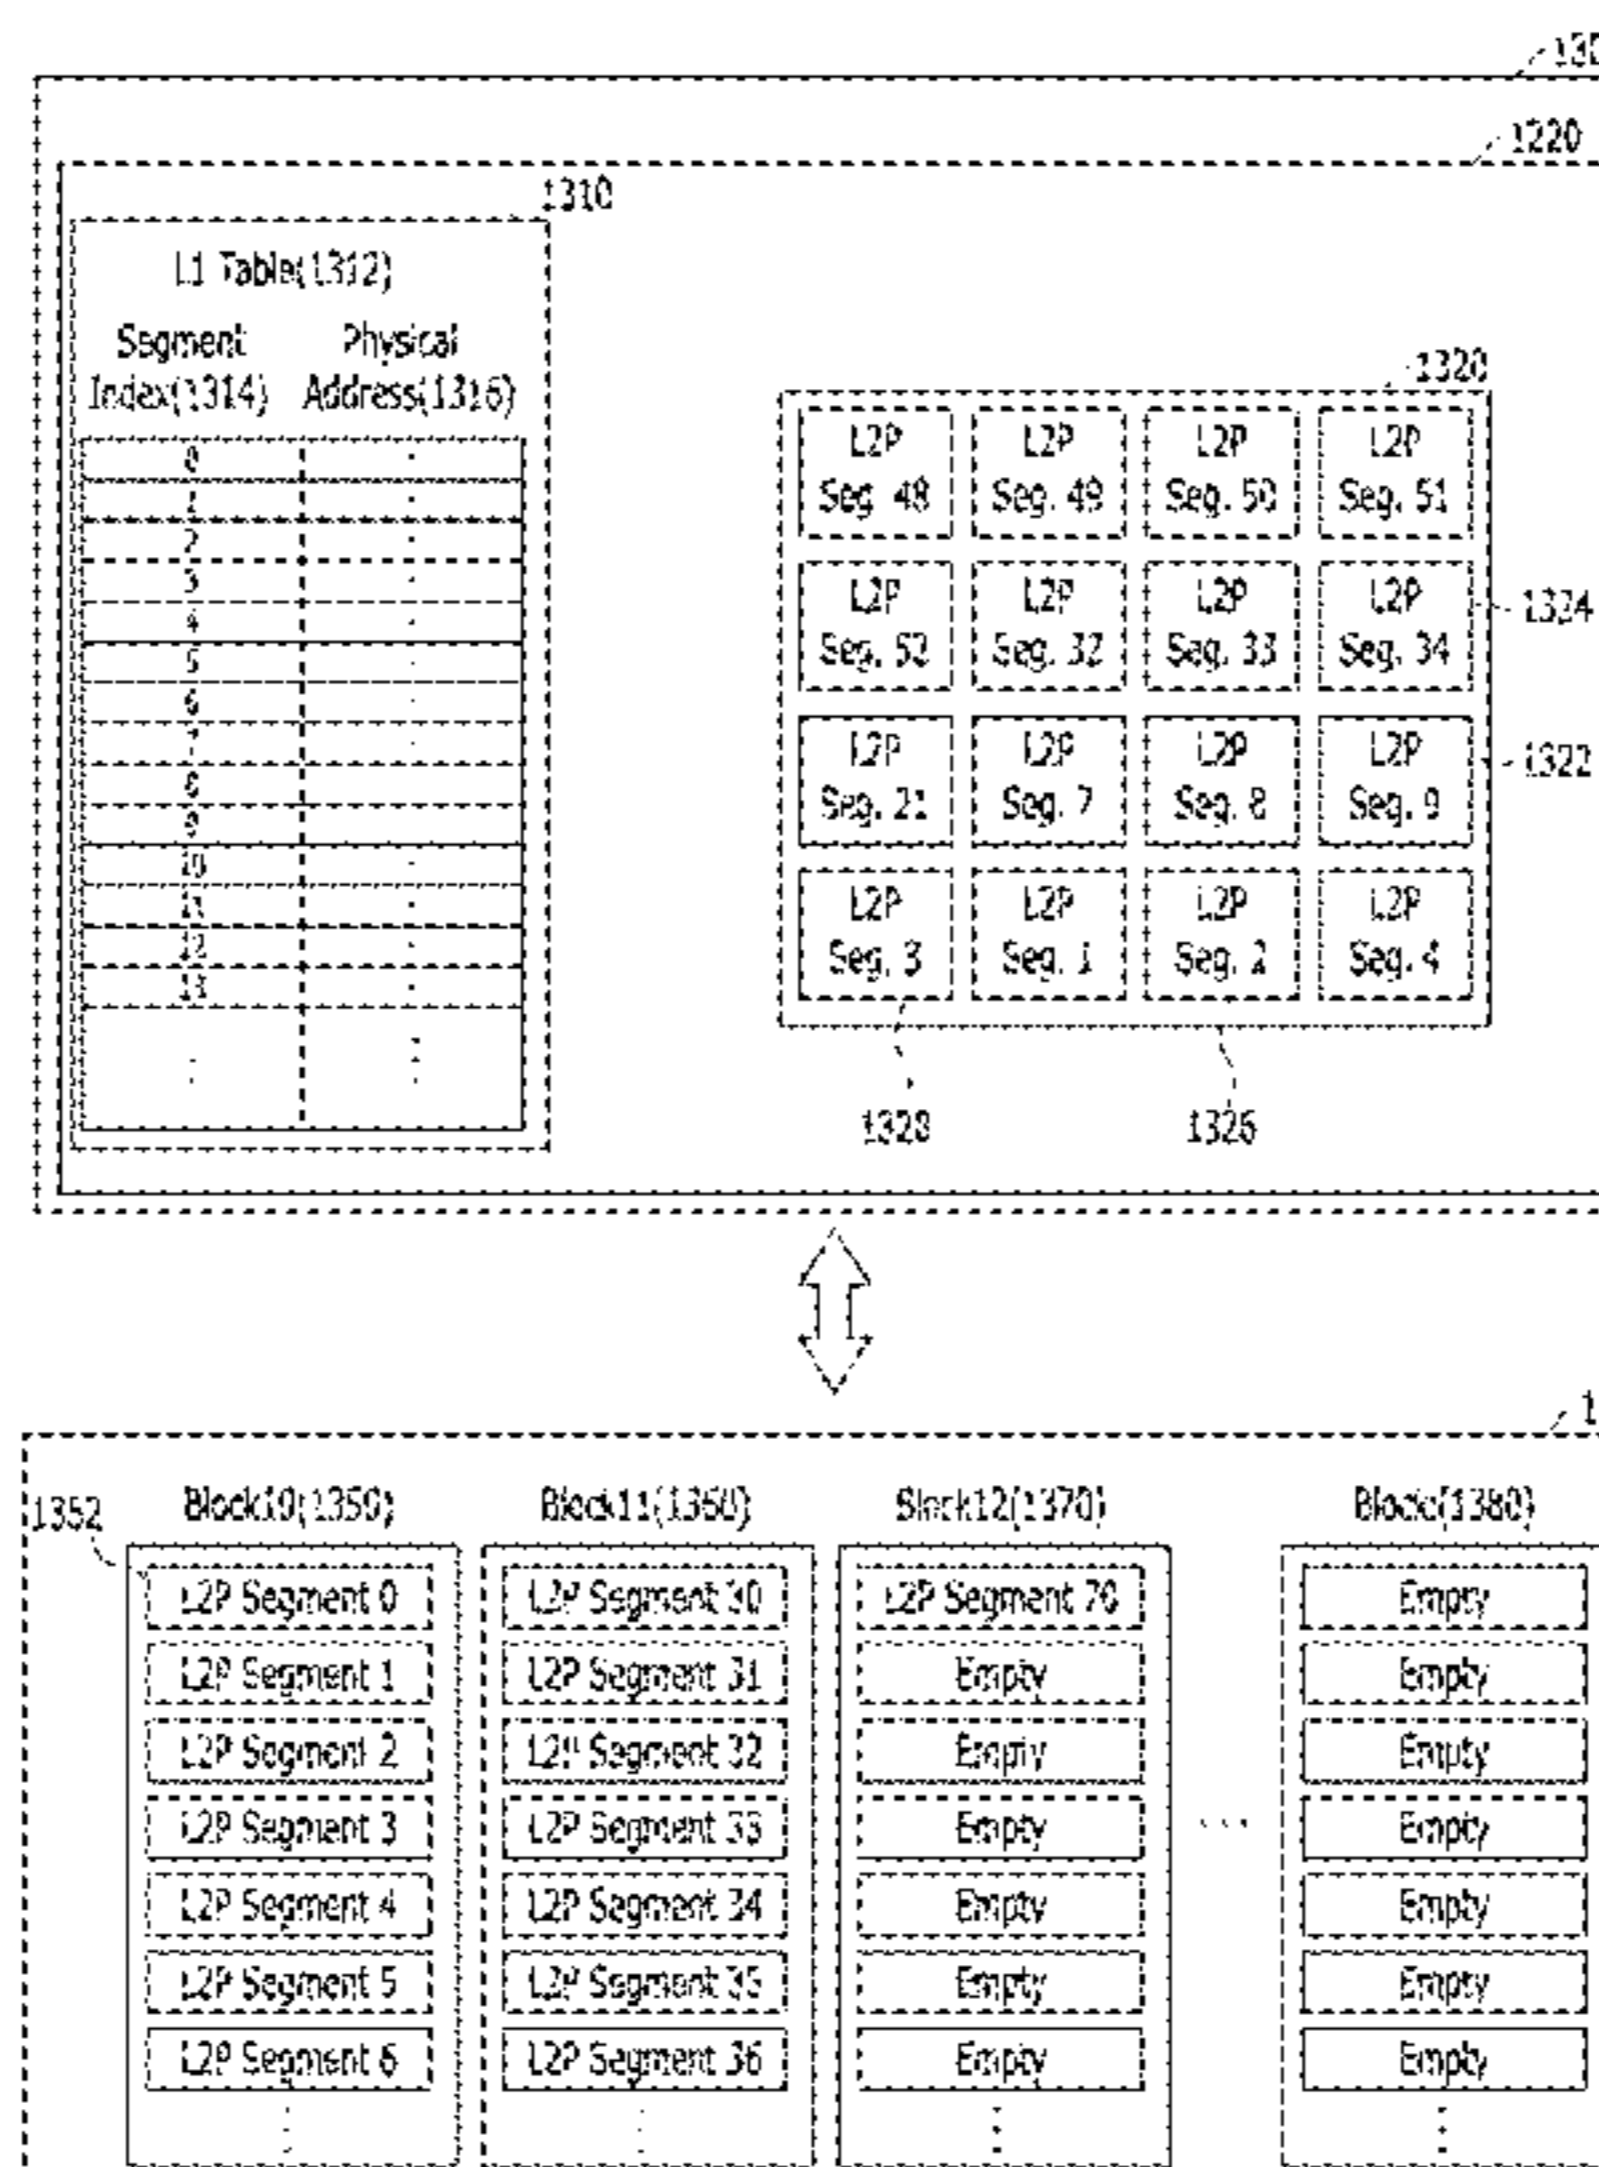 130
1220
1310
L1 Table(1312)
Segment Physical
Index(1314) Address(1316)
0
1
2
3
4
5
6
7
8
9
10
11
12
13
1320
L2P L2P L2P L2P
Seg. 48 Seg. 49 Seg. 50 Seg. 51
L2P L2P L2P L2P
Seg. 52 Seg. 32 Seg. 33 Seg. 34
1324
L2P L2P L2P L2P
Seg. 21 Seg. 7 Seg. 8 Seg. 9
1322
L2P L2P L2P L2P
Seg. 3 Seg. 1 Seg. 2 Seg. 4
1328 1326
1
1352
Block10(1350) Block11(1360) Block12(1370) Block(1380)
L2P Segment 0 L2P Segment 30 L2P Segment 70 Empty
L2P Segment 1 L2P Segment 31 Empty Empty
L2P Segment 2 L2P Segment 32 Empty Empty
L2P Segment 3 L2P Segment 33 Empty ... Empty
L2P Segment 4 L2P Segment 34 Empty Empty
L2P Segment 5 L2P Segment 35 Empty Empty
L2P Segment 6 L2P Segment 36 Empty Empty